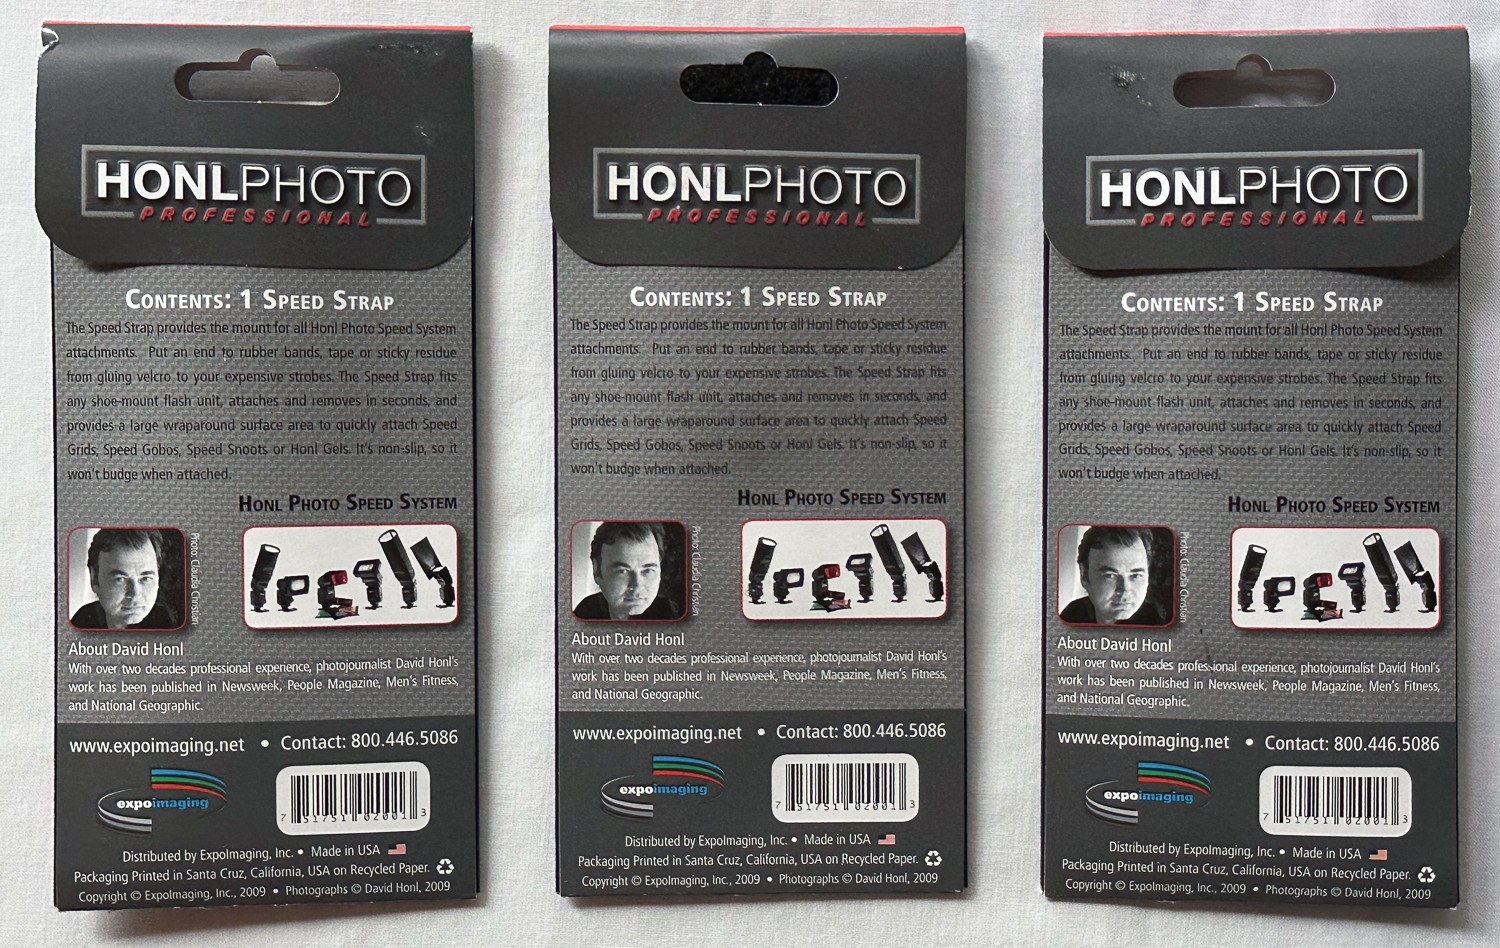 HONLPHOTO
PROFESSIONAL
CONTENTS: 1 SPEED STRAP
The Speed Strap provides the mount for all Honl Photo Speed System
attachments. Put an end to rubber bands, tape or sticky residue
from gluing velcro to your expensive strobes. The Speed Strap fits
any shoe-mount flash unit, attaches and removes in seconds, and
provides a large wraparound surface area to quickly attach Speed
Grids, Speed Gobos, Speed Snoots or Honl Gels. It's non-slip, so it
won't budge when attached.
HONL PHOTO SPEED SYSTEM
Photo: Claudia Christian
About David Honl
With over two decades professional experience, photojournalist David Honl's
work has been published in Newsweek, People Magazine, Men's Fitness,
and National Geographic.
www.expoimaging.net • Contact: 800.446.5086
expoimaging
7 51751 02001 3
Distributed by ExpoImaging, Inc. • Made in USA
Packaging Printed in Santa Cruz, California, USA on Recycled Paper.
Copyright © ExpoImaging, Inc., 2009 • Photographs © David Honl, 2009
HONLPHOTO
PROFESSIONAL
CONTENTS: 1 SPEED STRAP
The Speed Strap provides the mount for all Honl Photo Speed System
attachments. Put an end to rubber bands, tape or sticky residue
from gluing velcro to your expensive strobes. The Speed Strap fits
any shoe-mount flash unit, attaches and removes in seconds, and
provides a large wraparound surface area to quickly attach Speed
Grids, Speed Gobos, Speed Snoots or Honl Gels. It's non-slip, so it
won't budge when attached.
HONL PHOTO SPEED SYSTEM
Photo: Claudia Christian
About David Honl
With over two decades professional experience, photojournalist David Honl's
work has been published in Newsweek, People Magazine, Men's Fitness,
and National Geographic.
www.expoimaging.net • Contact: 800.446.5086
expoimaging
7 51751 02001 3
Distributed by ExpoImaging, Inc. • Made in USA
Packaging Printed in Santa Cruz, California, USA on Recycled Paper.
Copyright © ExpoImaging, Inc., 2009 • Photographs © David Honl, 2009
HONLPHOTO
PROFESSIONAL
CONTENTS: 1 SPEED STRAP
The Speed Strap provides the mount for all Honl Photo Speed System
attachments. Put an end to rubber bands, tape or sticky residue
from gluing velcro to your expensive strobes. The Speed Strap fits
any shoe-mount flash unit, attaches and removes in seconds, and
provides a large wraparound surface area to quickly attach Speed
Grids, Speed Gobos, Speed Snoots or Honl Gels. It's non-slip, so it
won't budge when attached.
HONL PHOTO SPEED SYSTEM
Photo: Claudia Christian
About David Honl
With over two decades professional experience, photojournalist David Honl's
work has been published in Newsweek, People Magazine, Men's Fitness,
and National Geographic.
www.expoimaging.net • Contact: 800.446.5086
expoimaging
7 51751 02001 3
Distributed by ExpoImaging, Inc. • Made in USA
Packaging Printed in Santa Cruz, California, USA on Recycled Paper.
Copyright © ExpoImaging, Inc., 2009 • Photographs © David Honl, 2009